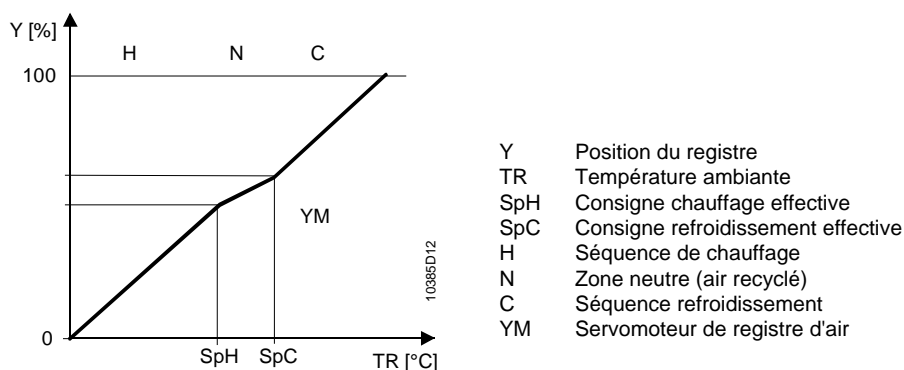 Y [%]
H N C
100
YM
10385D12
0
SpH SpC
TR [°C]
Y Position du registre
TR Température ambiante
SpH Consigne chauffage effective
SpC Consigne refroidissement effective
H Séquence de chauffage
N Zone neutre (air recyclé)
C Séquence refroidissement
YM Servomoteur de registre d'air